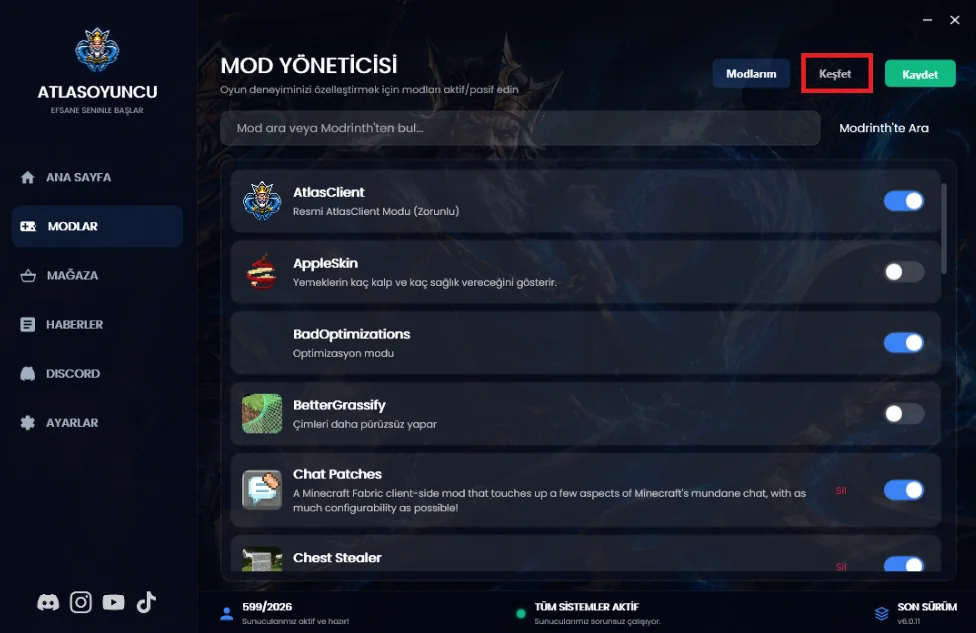 ATLASOYUNCU
EFSANE SENINLE BAŞLAR
ANA SAYFA
MODLAR
MAĞAZA
HABERLER
DISCORD
AYARLAR
MOD YÖNETİCİSİ
Oyun deneyiminizi özelleştirmek için modları aktif/pasif edin
Modlarım
Keşfet
Kaydet
Mod ara veya Modrinth'ten bul...
Modrinth'te Ara
AtlasClient
Resmi AtlasClient Modu (Zorunlu)
AppleSkin
Yemeklerin kaç kalp ve kaç sağlık vereceğini gösterir.
BadOptimizations
Optimizasyon modu
BetterGrassify
Çimleri daha pürüzsüz yapar
Chat Patches
A Minecraft Fabric client-side mod that touches up a few aspects of Minecraft's mundane chat, with as
much configurability as possible!
Sil
Chest Stealer
Sil
599/2026
Sunucularımız aktif ve hazır!
TÜM SİSTEMLER AKTİF
Sunucularımız sorunsuz çalışıyor.
SON SÜRÜM
v6.0.11